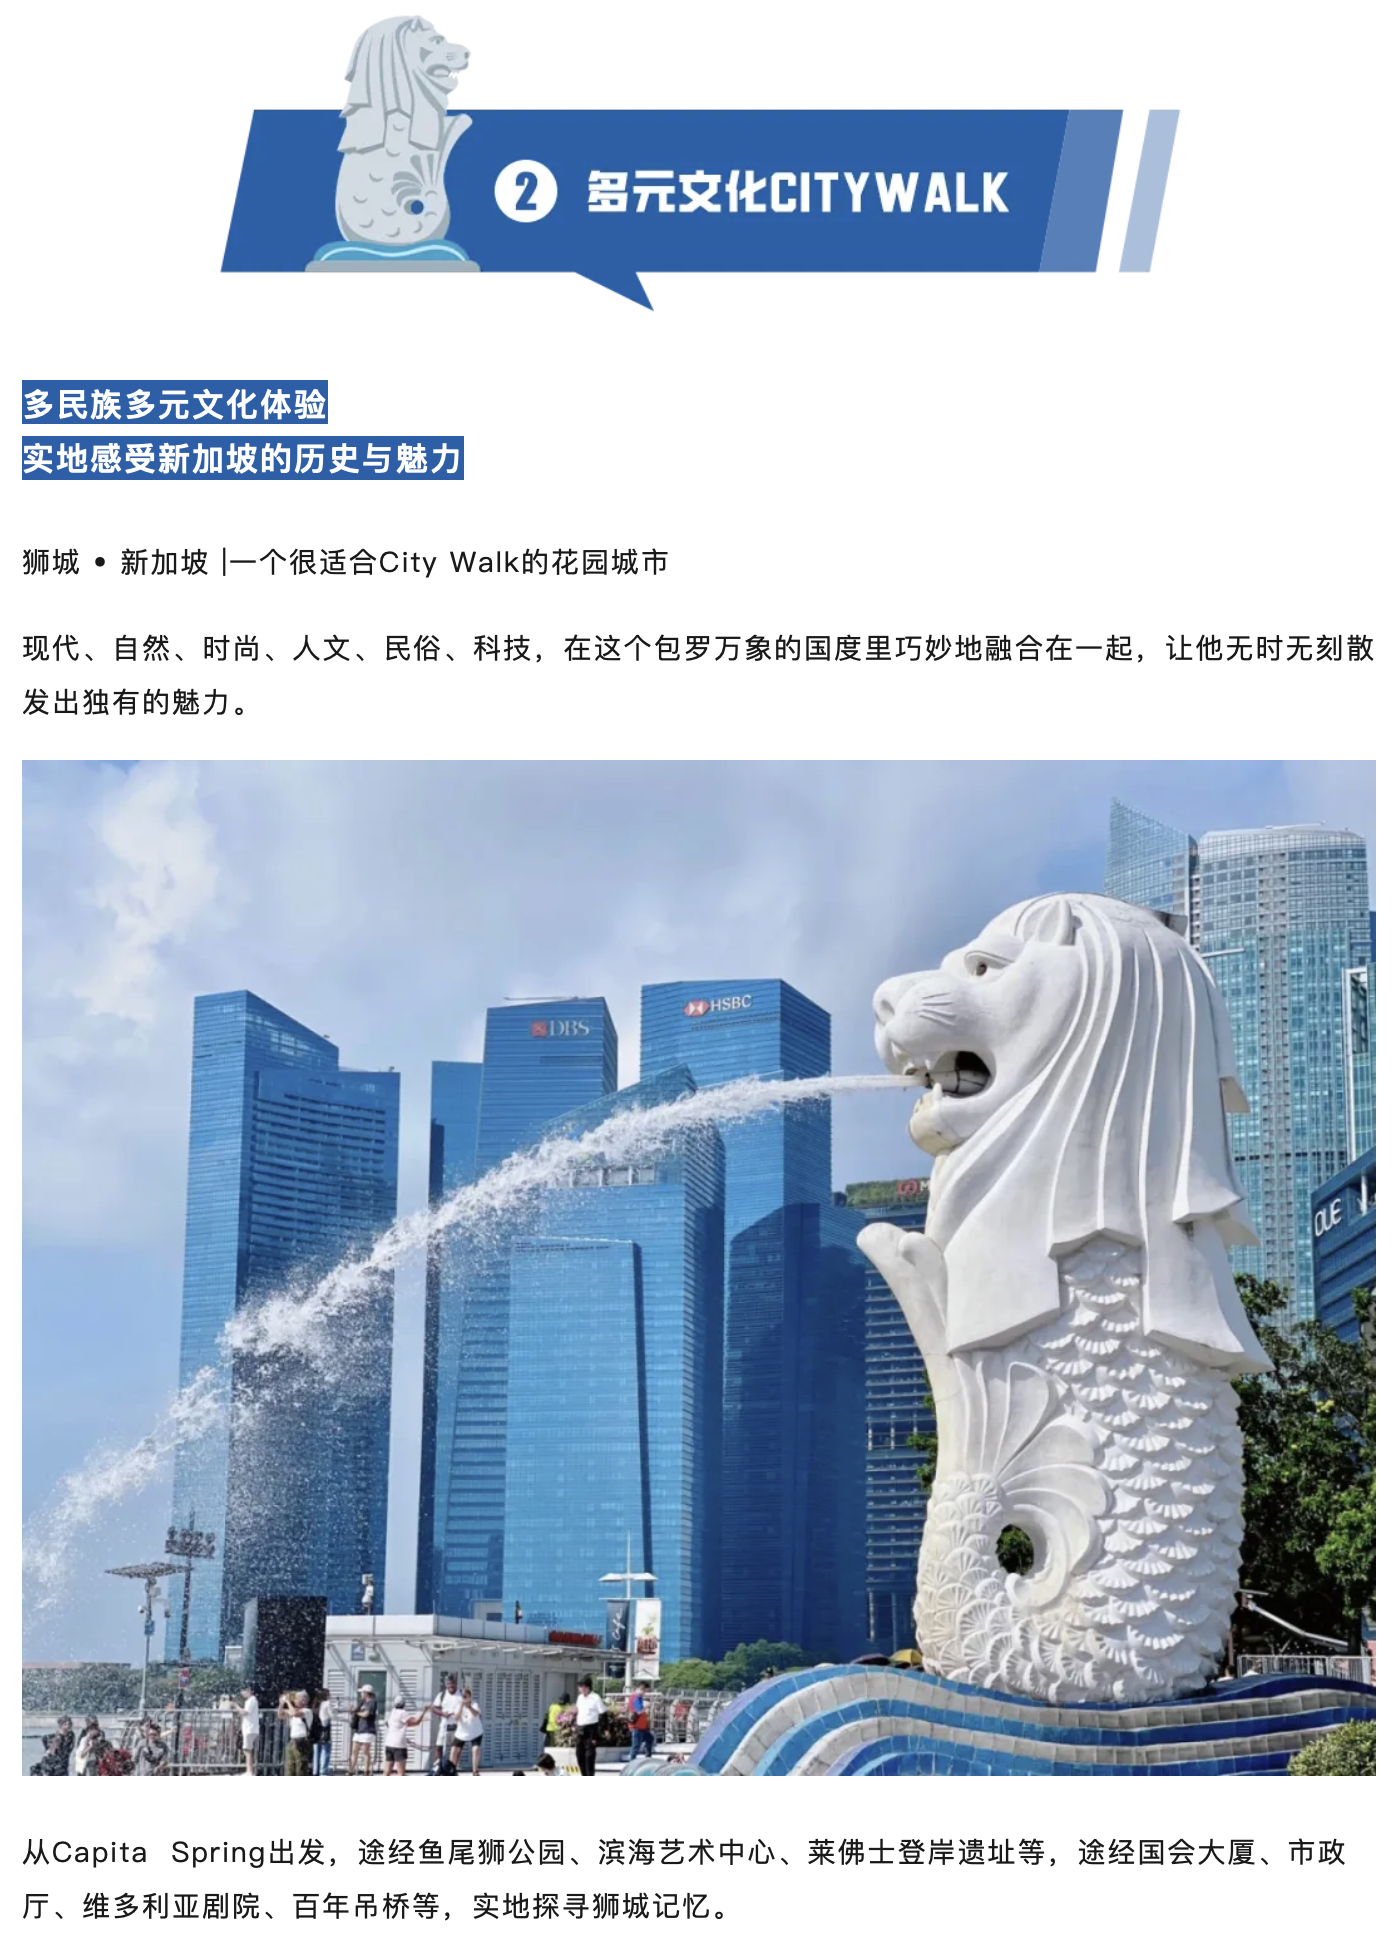 2 多元文化CITYWALK
多民族多元文化体验
实地感受新加坡的历史与魅力
狮城 • 新加坡 |一个很适合City Walk的花园城市
现代、自然、时尚、人文、民俗、科技，在这个包罗万象的国度里巧妙地融合在一起，让他无时无刻散
发出独有的魅力。
HSBC
DBS
OUE
从Capita Spring出发，途经鱼尾狮公园、滨海艺术中心、莱佛士登岸遗址等，途经国会大厦、市政
厅、维多利亚剧院、百年吊桥等，实地探寻狮城记忆。